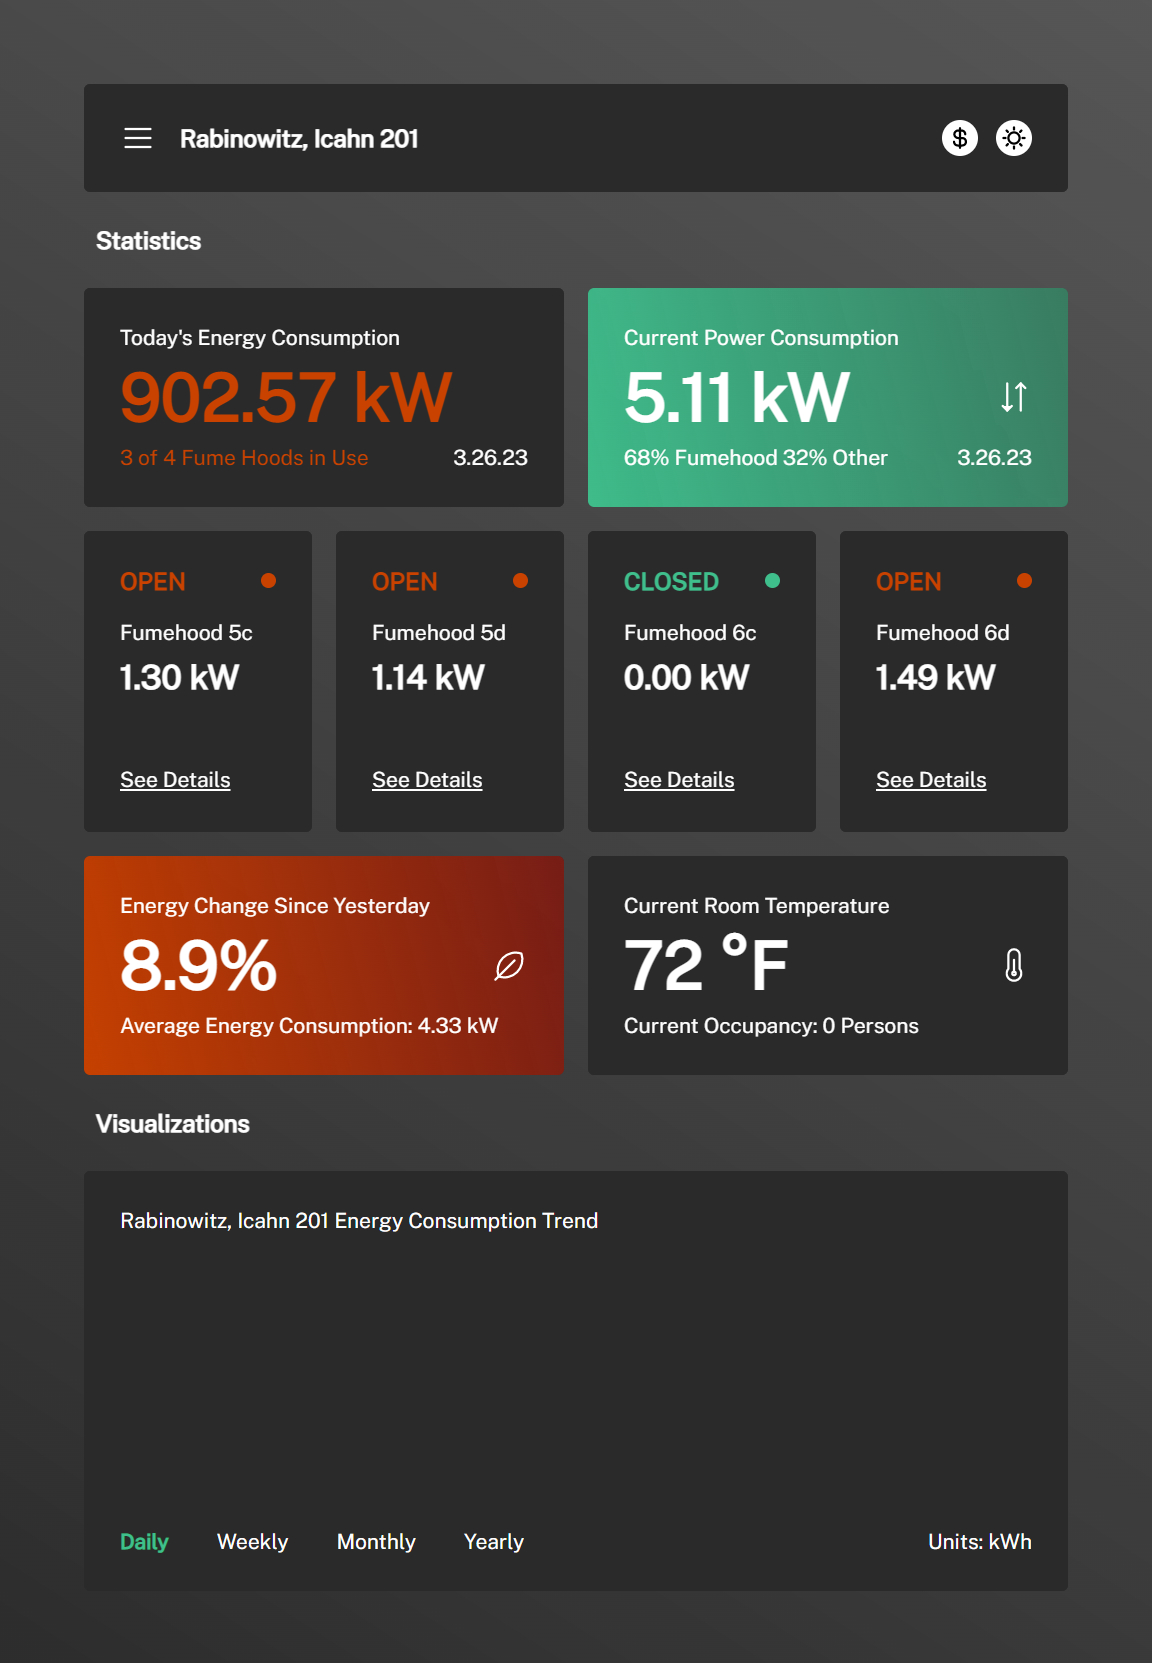 Rabinowitz, Icahn 201
$
Statistics
Today's Energy Consumption
902.57 kW
3 of 4 Fume Hoods in Use 3.26.23
Current Power Consumption
5.11 kW
68% Fumehood 32% Other 3.26.23
OPEN
Fumehood 5c
1.30 kW
See Details
OPEN
Fumehood 5d
1.14 kW
See Details
CLOSED
Fumehood 6c
0.00 kW
See Details
OPEN
Fumehood 6d
1.49 kW
See Details
Energy Change Since Yesterday
8.9%
Average Energy Consumption: 4.33 kW
Current Room Temperature
72 °F
Current Occupancy: 0 Persons
Visualizations
Rabinowitz, Icahn 201 Energy Consumption Trend
Daily Weekly Monthly Yearly Units: kWh